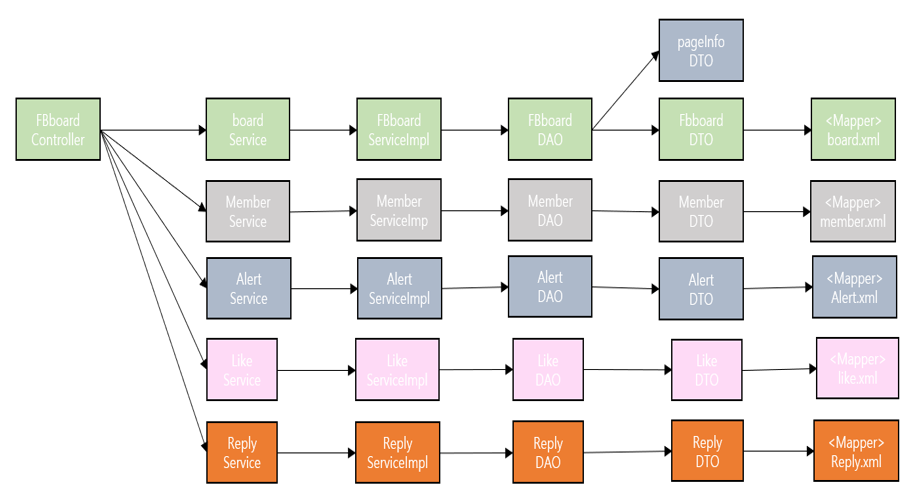 pageInfo
DTO
FBboard
Controller
board
Service
FBboard
ServiceImpl
FBboard
DAO
Fbboard
DTO
<Mapper>
board.xml
Member
Service
Member
ServiceImp
Member
DAO
Member
DTO
<Mapper>
member.xml
Alert
Service
Alert
ServiceImpl
Alert
DAO
Alert
DTO
<Mapper>
Alert.xml
Like
Service
Like
ServiceImpl
Like
DAO
Like
DTO
<Mapper>
like.xml
Reply
Service
Reply
ServiceImpl
Reply
DAO
Reply
DTO
<Mapper>
Reply.xml